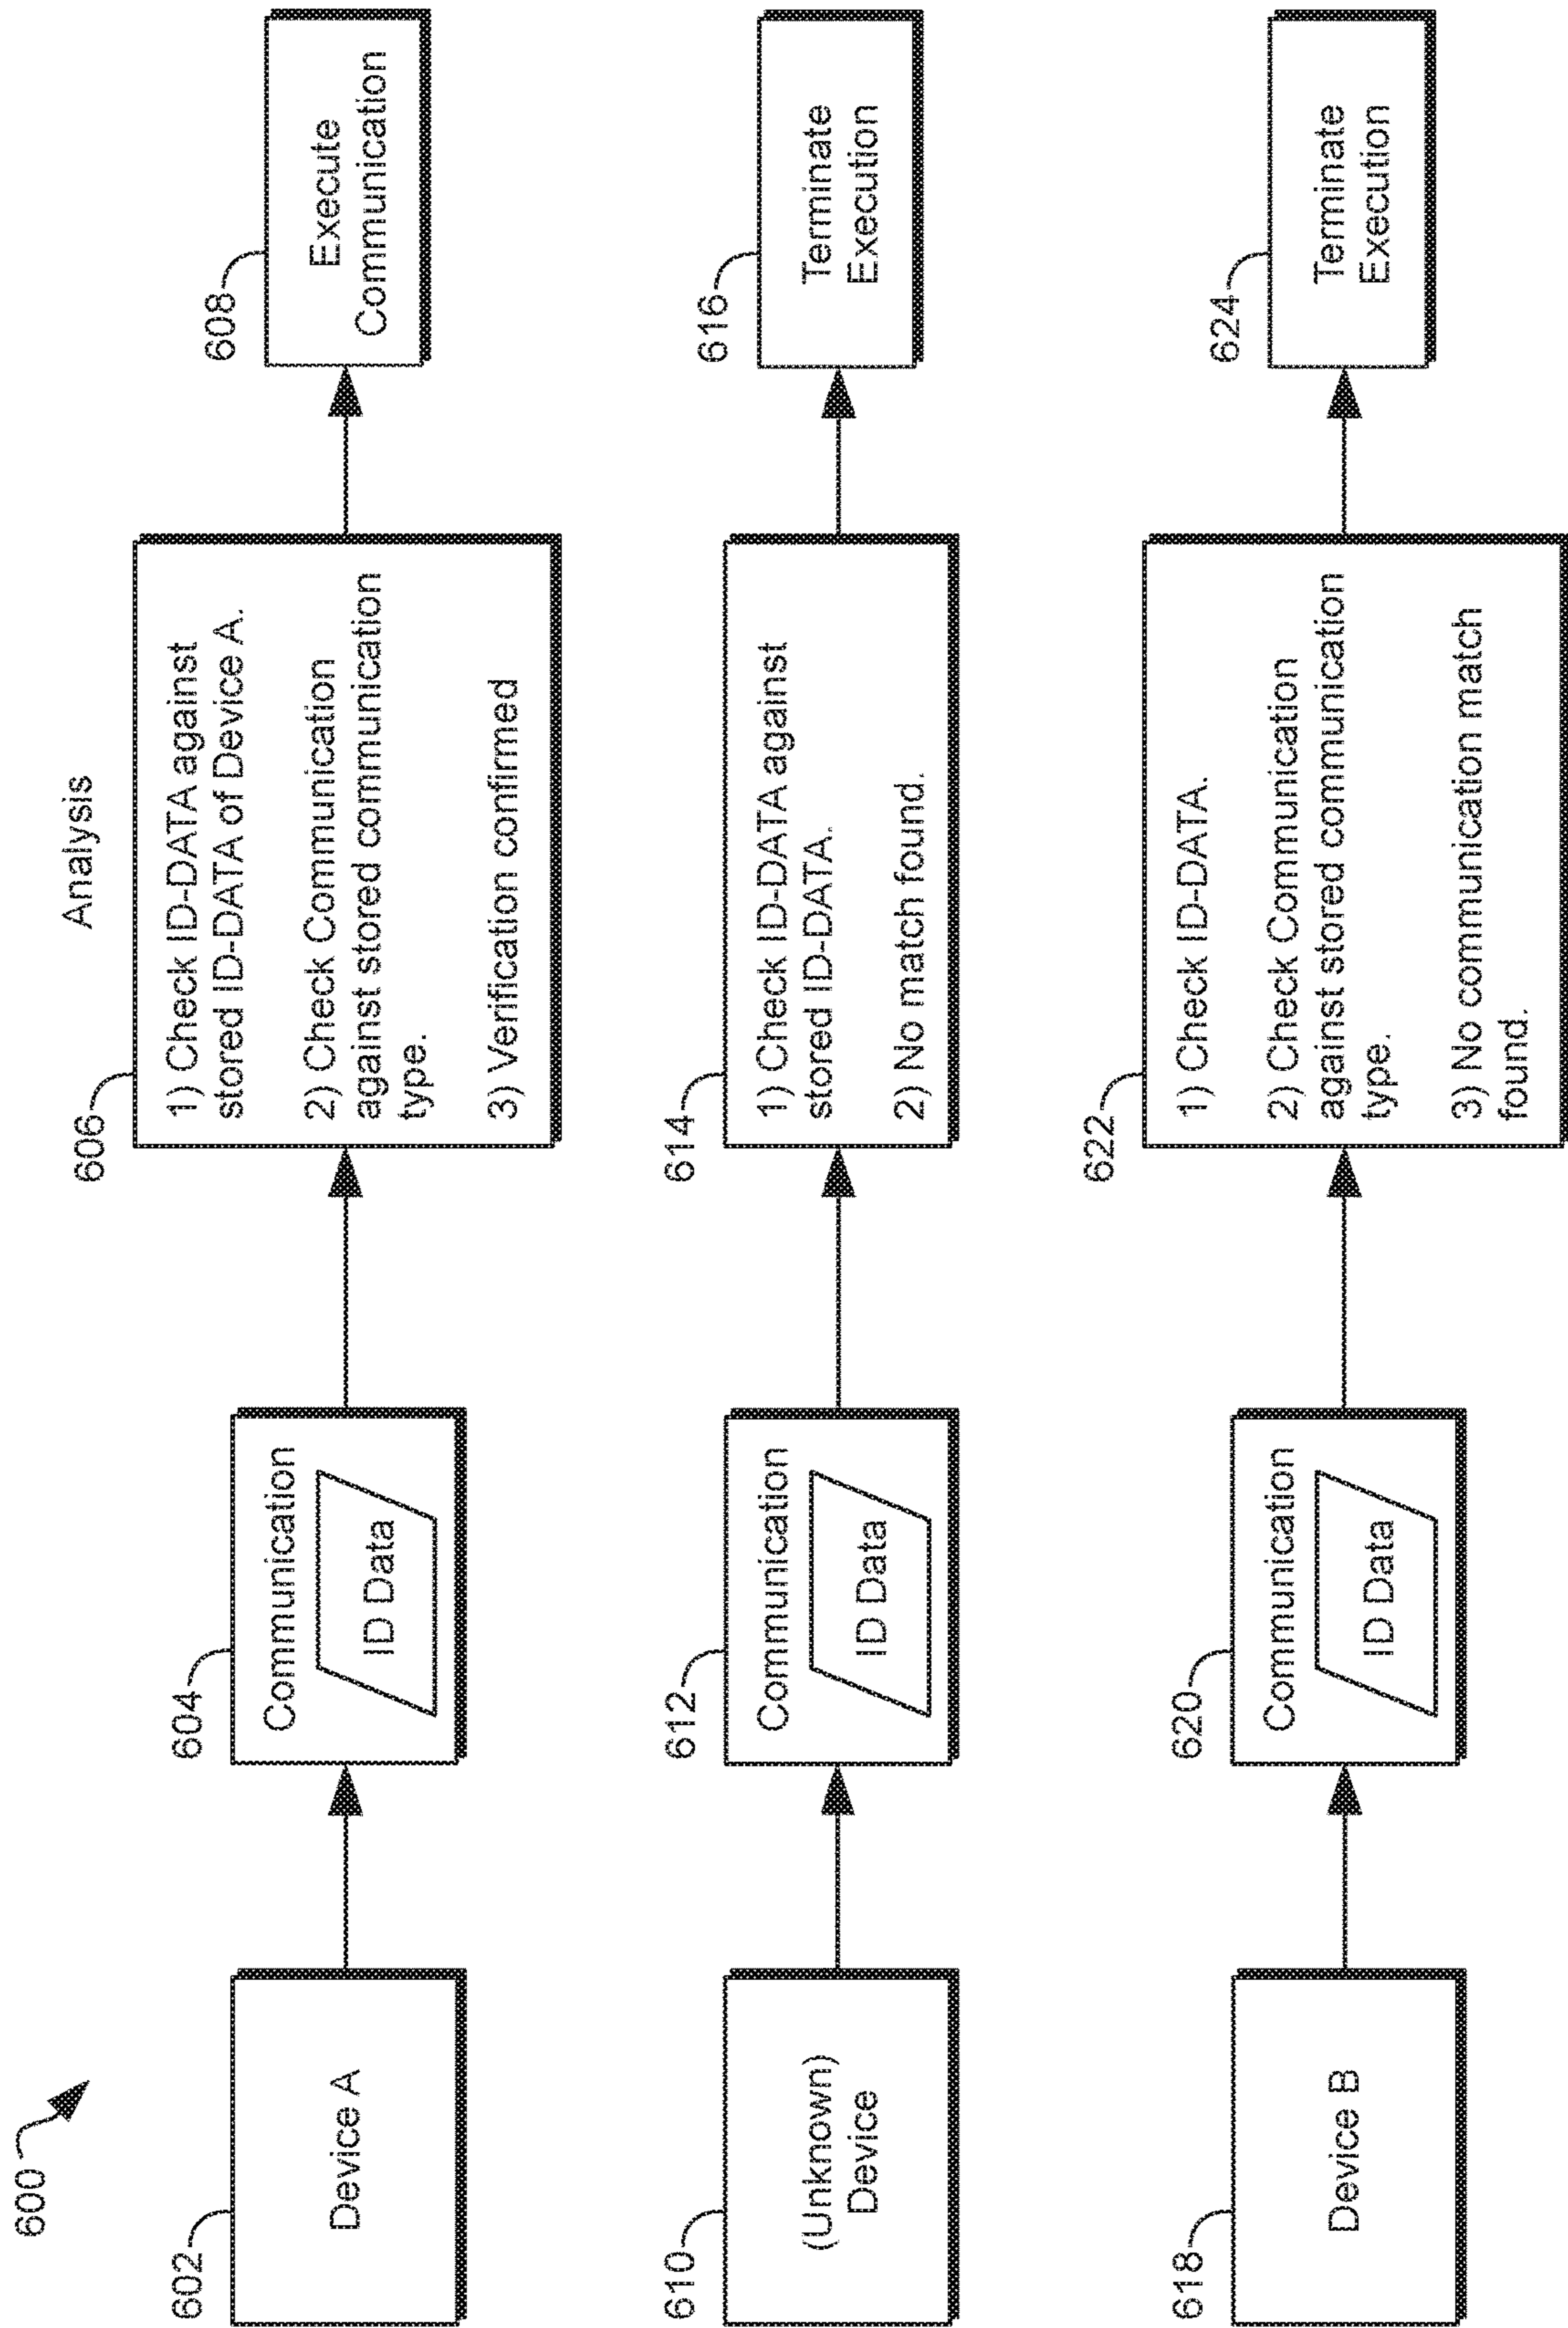 600
Analysis
602
Device A
604
Communication
ID Data
606
1) Check ID-DATA against
stored ID-DATA of Device A.
2) Check Communication
against stored communication
type.
3) Verification confirmed
608
Execute
Communication
610
(Unknown)
Device
612
Communication
ID Data
614
1) Check ID-DATA against
stored ID-DATA.
2) No match found.
616
Terminate
Execution
618
Device B
620
Communication
ID Data
622
1) Check ID-DATA.
2) Check Communication
against stored communication
type.
3) No communication match
found.
624
Terminate
Execution